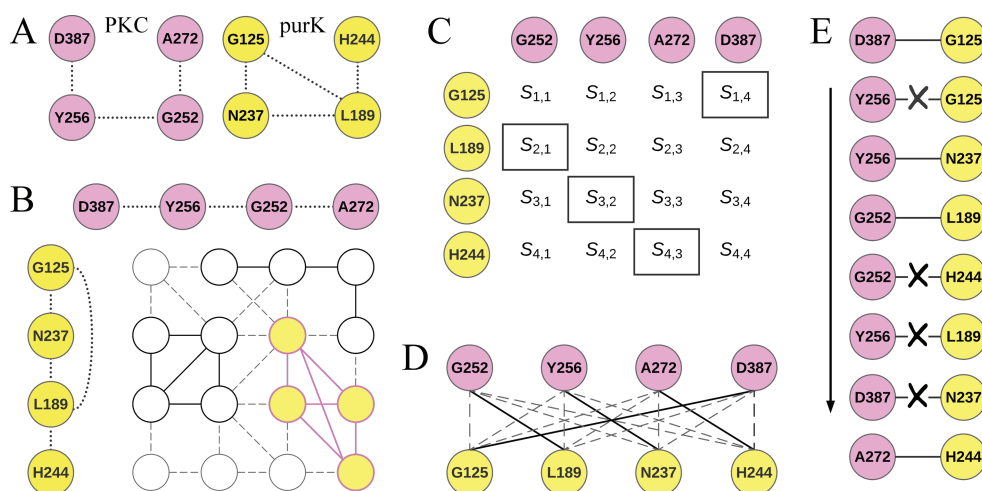 A
PKC
purK
D387
A272
G125
H244
Y256
G252
N237
L189
B
D387
Y256
G252
A272
G125
N237
L189
H244
C
G252
Y256
A272
D387
G125
S1,1
S1,2
S1,3
S1,4
L189
S2,1
S2,2
S2,3
S2,4
N237
S3,1
S3,2
S3,3
S3,4
H244
S4,1
S4,2
S4,3
S4,4
D
G252
Y256
A272
D387
G125
L189
N237
H244
E
D387
G125
Y256
G125
Y256
N237
G252
L189
G252
H244
Y256
L189
D387
N237
A272
H244